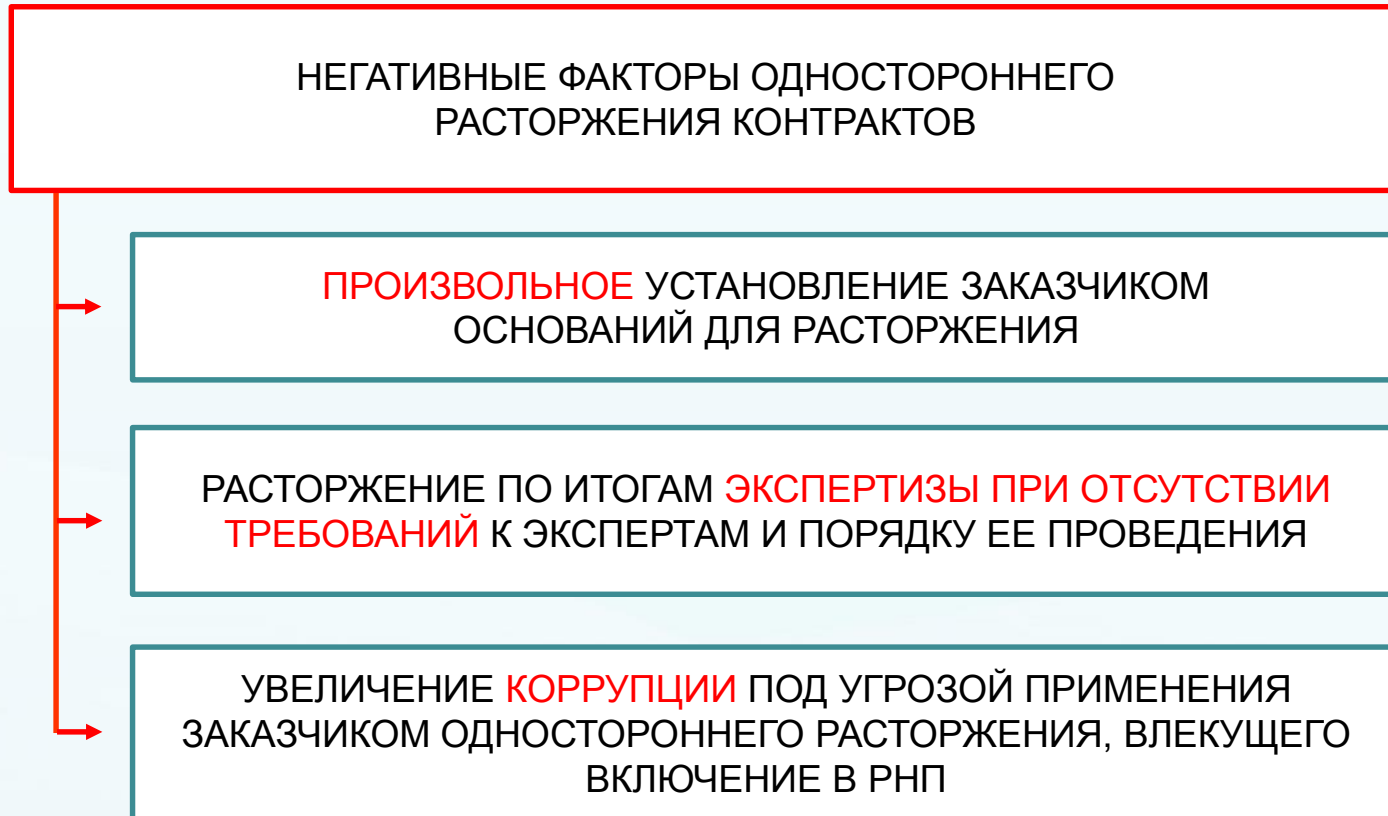 НЕГАТИВНЫЕ ФАКТОРЫ ОДНОСТОРОННЕГО
РАСТОРЖЕНИЯ КОНТРАКТОВ
ПРОИЗВОЛЬНОЕ УСТАНОВЛЕНИЕ ЗАКАЗЧИКОМ
ОСНОВАНИЙ ДЛЯ РАСТОРЖЕНИЯ
РАСТОРЖЕНИЕ ПО ИТОГАМ ЭКСПЕРТИЗЫ ПРИ ОТСУТСТВИИ
ТРЕБОВАНИЙ К ЭКСПЕРТАМ И ПОРЯДКУ ЕЕ ПРОВЕДЕНИЯ
УВЕЛИЧЕНИЕ КОРРУПЦИИ ПОД УГРОЗОЙ ПРИМЕНЕНИЯ
ЗАКАЗЧИКОМ ОДНОСТОРОННЕГО РАСТОРЖЕНИЯ, ВЛЕКУЩЕГО
ВКЛЮЧЕНИЕ В РНП